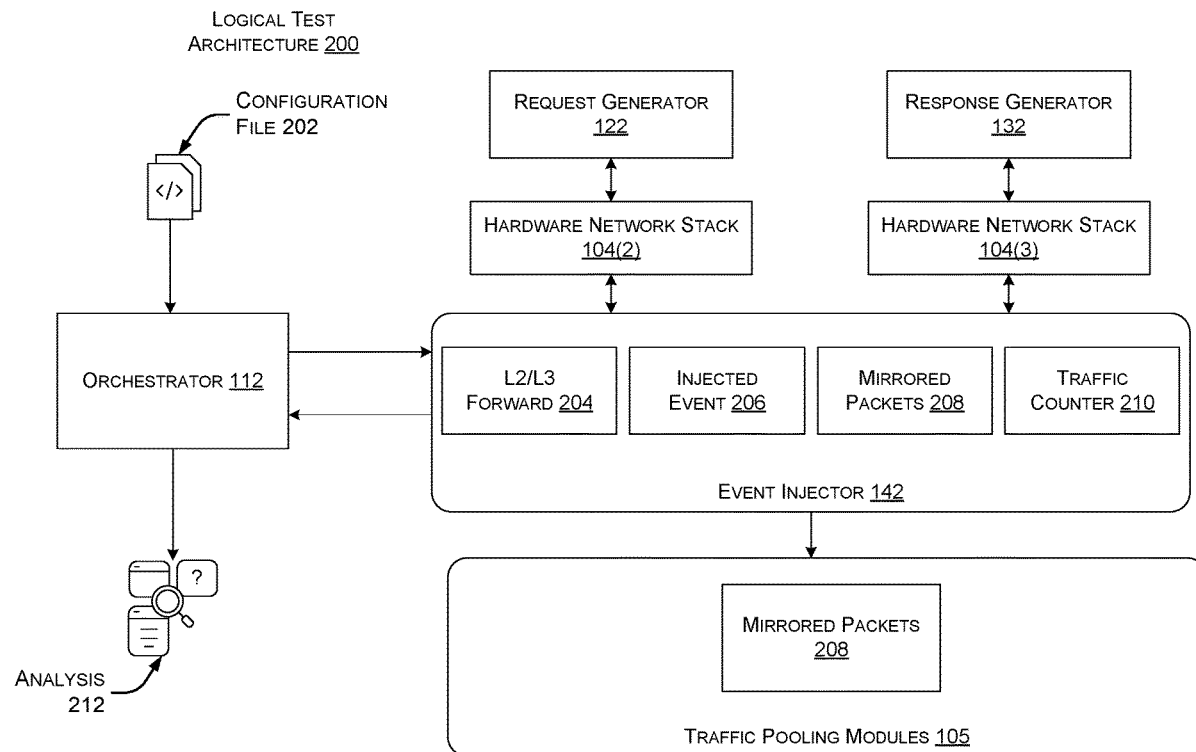 LOGICAL TEST
ARCHITECTURE 200
CONFIGURATION
FILE 202
</>
REQUEST GENERATOR
122
RESPONSE GENERATOR
132
HARDWARE NETWORK STACK
104(2)
HARDWARE NETWORK STACK
104(3)
ORCHESTRATOR 112
L2/L3
FORWARD 204
INJECTED
EVENT 206
MIRRORED
PACKETS 208
TRAFFIC
COUNTER 210
EVENT INJECTOR 142
?
ANALYSIS
212
MIRRORED PACKETS
208
TRAFFIC POOLING MODULES 105